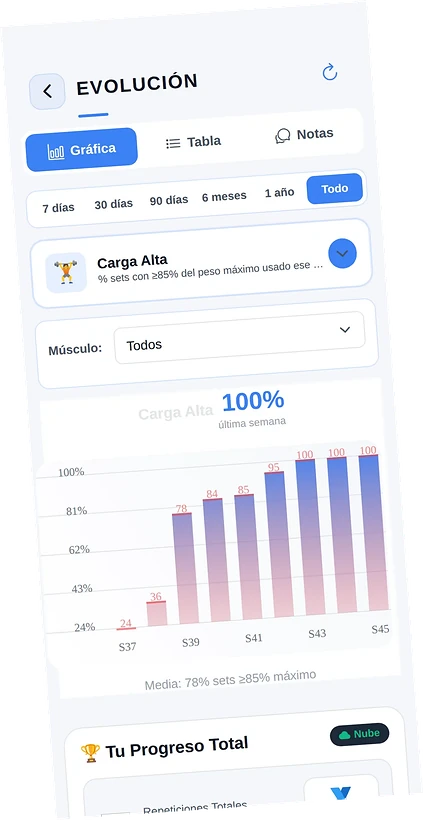 EVOLUCIÓN
Gráfica Tabla Notas
7 días 30 días 90 días 6 meses 1 año Todo
Carga Alta
% sets con ≥85% del peso máximo usado ese ...
Músculo: Todos
Carga Alta 100%
última semana
100%
81%
62%
43%
24%
24 36 78 84 85 95 100 100 100
S37 S39 S41 S43 S45
Media: 78% sets ≥85% máximo
Tu Progreso Total
Nube
Repeticiones Totales